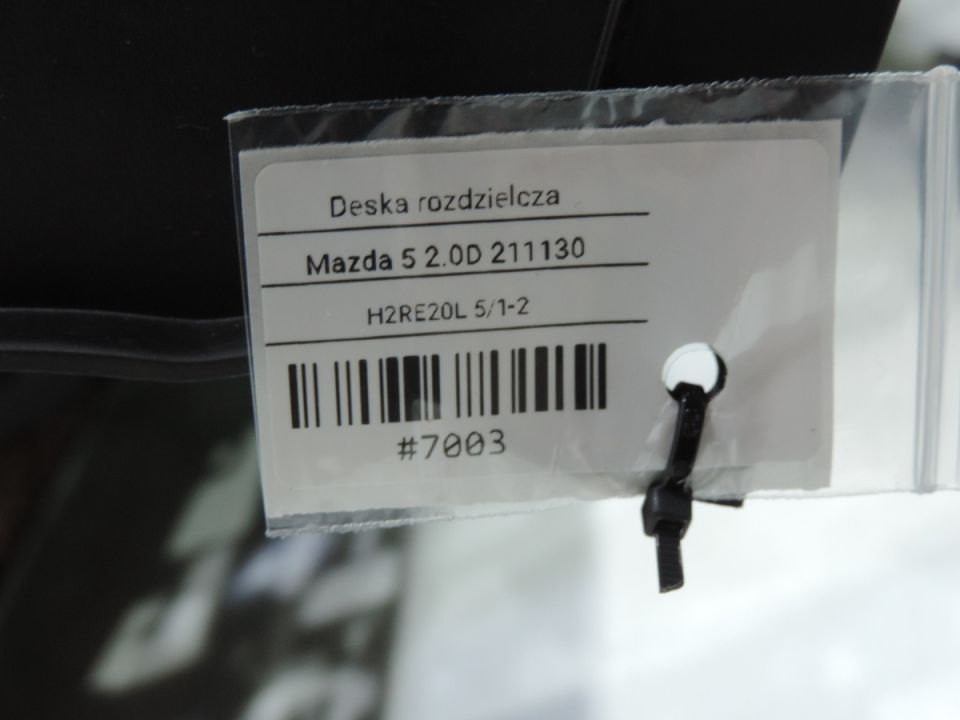 Deska rozdzielcza
Mazda 5 2.0D 211130
H2RE20L 5/1-2
#7003